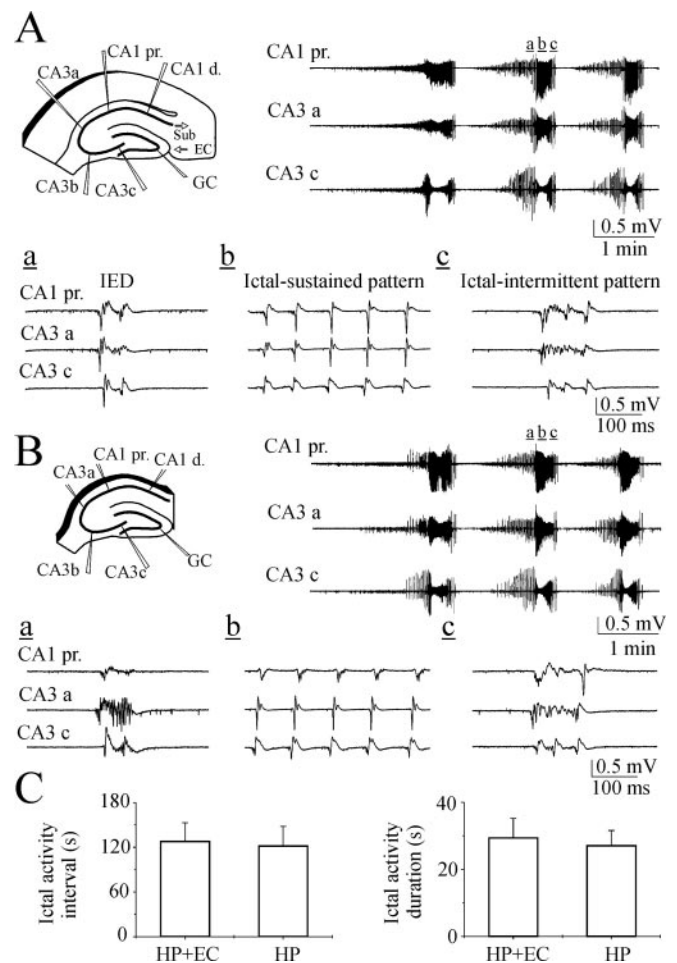 A
CA1 pr.
CA3a
CA1 d.
Sub
EC
CA3b
CA3c
GC
a b c
CA1 pr.
CA3 a
CA3 c
0.5 mV
1 min
a
IED
b
Ictal-sustained pattern
c
Ictal-intermittent pattern
CA1 pr.
CA3 a
CA3 c
0.5 mV
100 ms
B
CA1 pr.
CA3a
CA1 d.
CA3b
CA3c
GC
a b c
CA1 pr.
CA3 a
CA3 c
0.5 mV
1 min
a
b
c
CA1 pr.
CA3 a
CA3 c
0.5 mV
100 ms
C
Ictal activity
interval (s)
180
120
60
0
HP+EC
HP
Ictal activity
duration (s)
40
20
0
HP+EC
HP